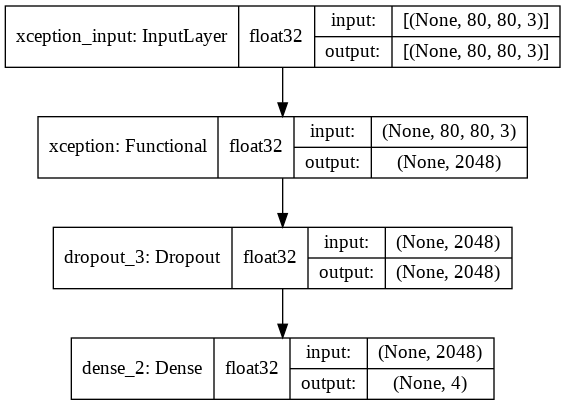 xception_input: InputLayer float32 input: [(None, 80, 80, 3)]
output: [(None, 80, 80, 3)]
xception: Functional float32 input: (None, 80, 80, 3)
output: (None, 2048)
dropout_3: Dropout float32 input: (None, 2048)
output: (None, 2048)
dense_2: Dense float32 input: (None, 2048)
output: (None, 4)